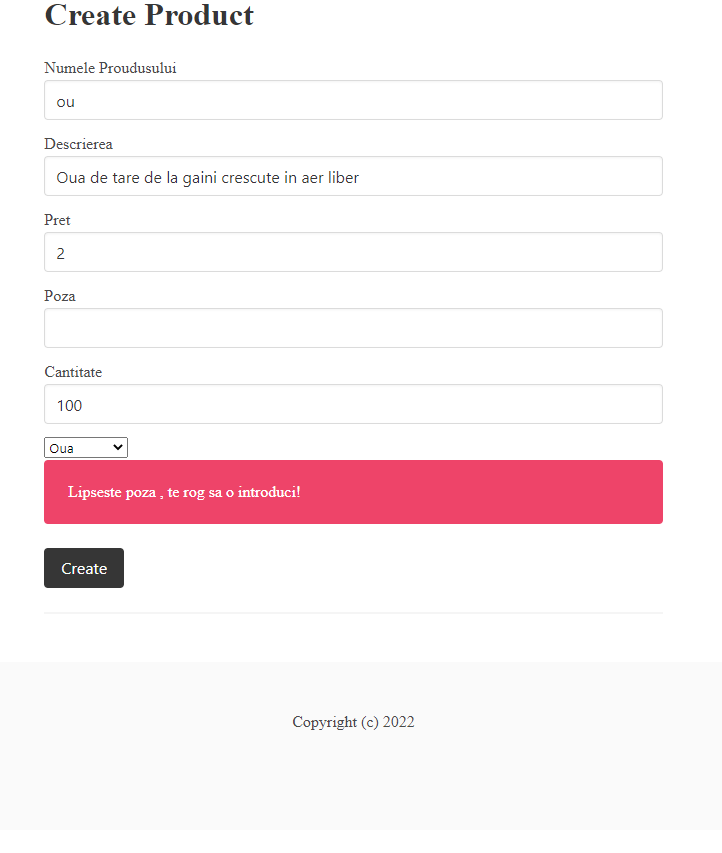 Create Product
Numele Proudusului
ou
Descrierea
Oua de tare de la gaini crescute in aer liber
Pret
2
Poza
Cantitate
100
Oua
Lipseste poza , te rog sa o introduci!
Create
Copyright (c) 2022